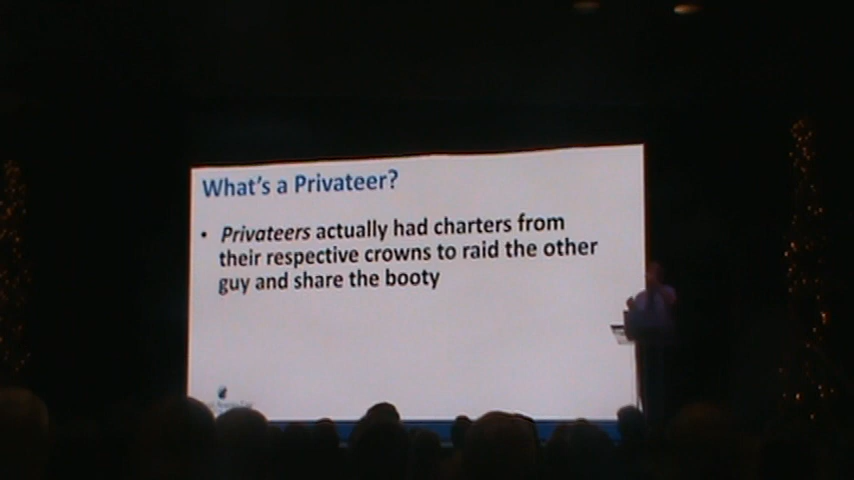 What's a Privateer?
• Privateers actually had charters from
their respective crowns to raid the other
guy and share the booty